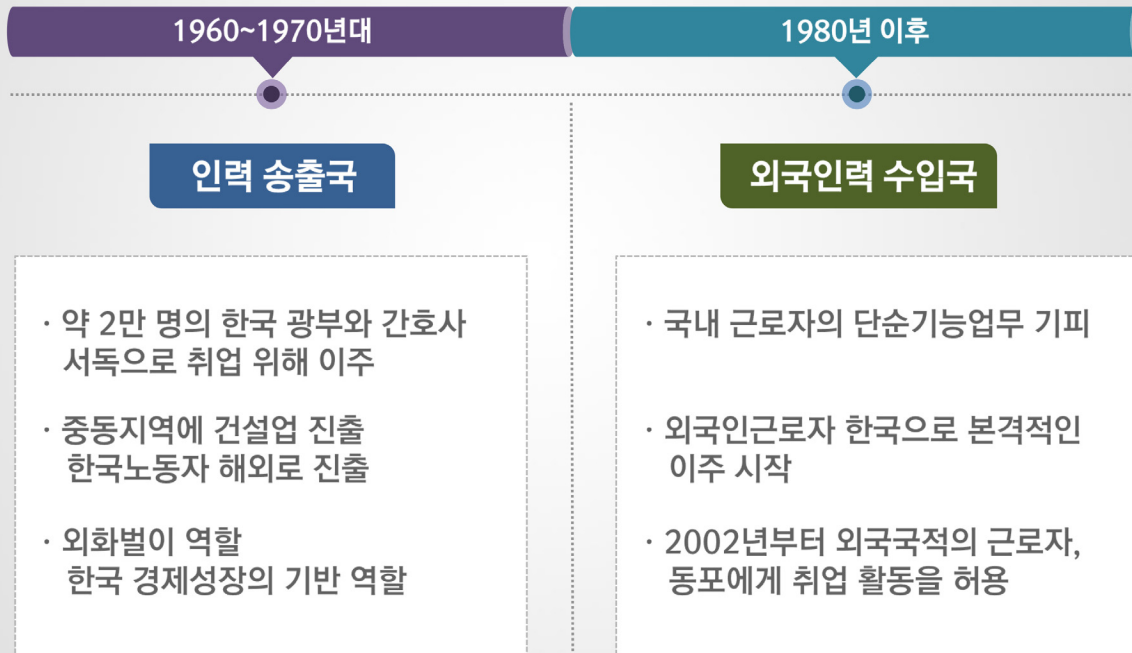 1960~1970년대
인력 송출국
· 약 2만 명의 한국 광부와 간호사
서독으로 취업 위해 이주
· 중동지역에 건설업 진출
한국노동자 해외로 진출
· 외화벌이 역할
한국 경제성장의 기반 역할
1980년 이후
외국인력 수입국
· 국내 근로자의 단순기능업무 기피
· 외국인근로자 한국으로 본격적인
이주 시작
· 2002년부터 외국국적의 근로자,
동포에게 취업 활동을 허용